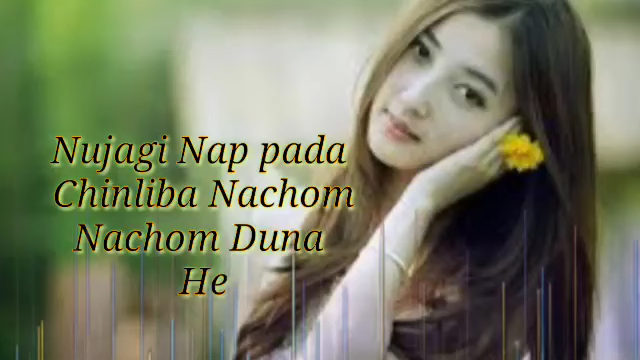 Nujagi Nap pada
Chinliba Nachom
Nachom Duna
He